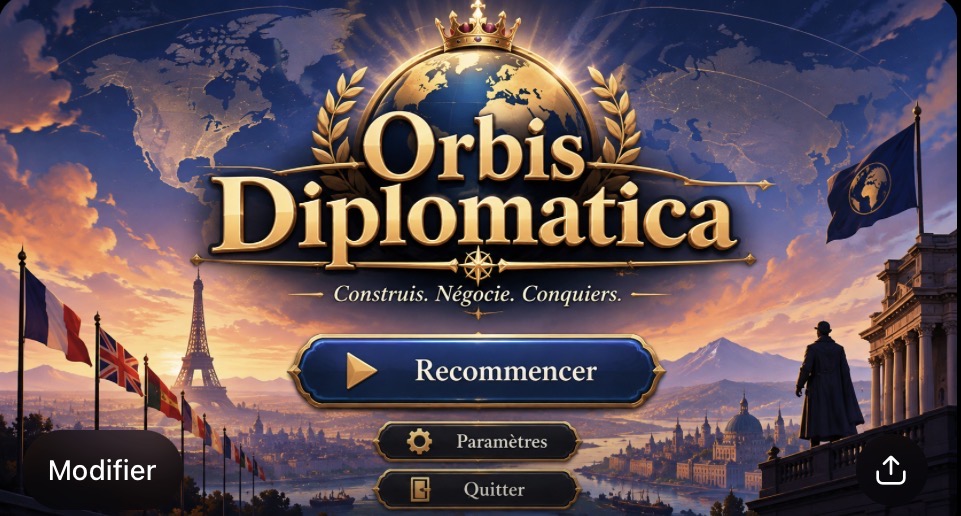 Orbis
Diplomatica
Construis. Négocie. Conquiers.
Recommencer
Paramètres
Quitter
Modifier